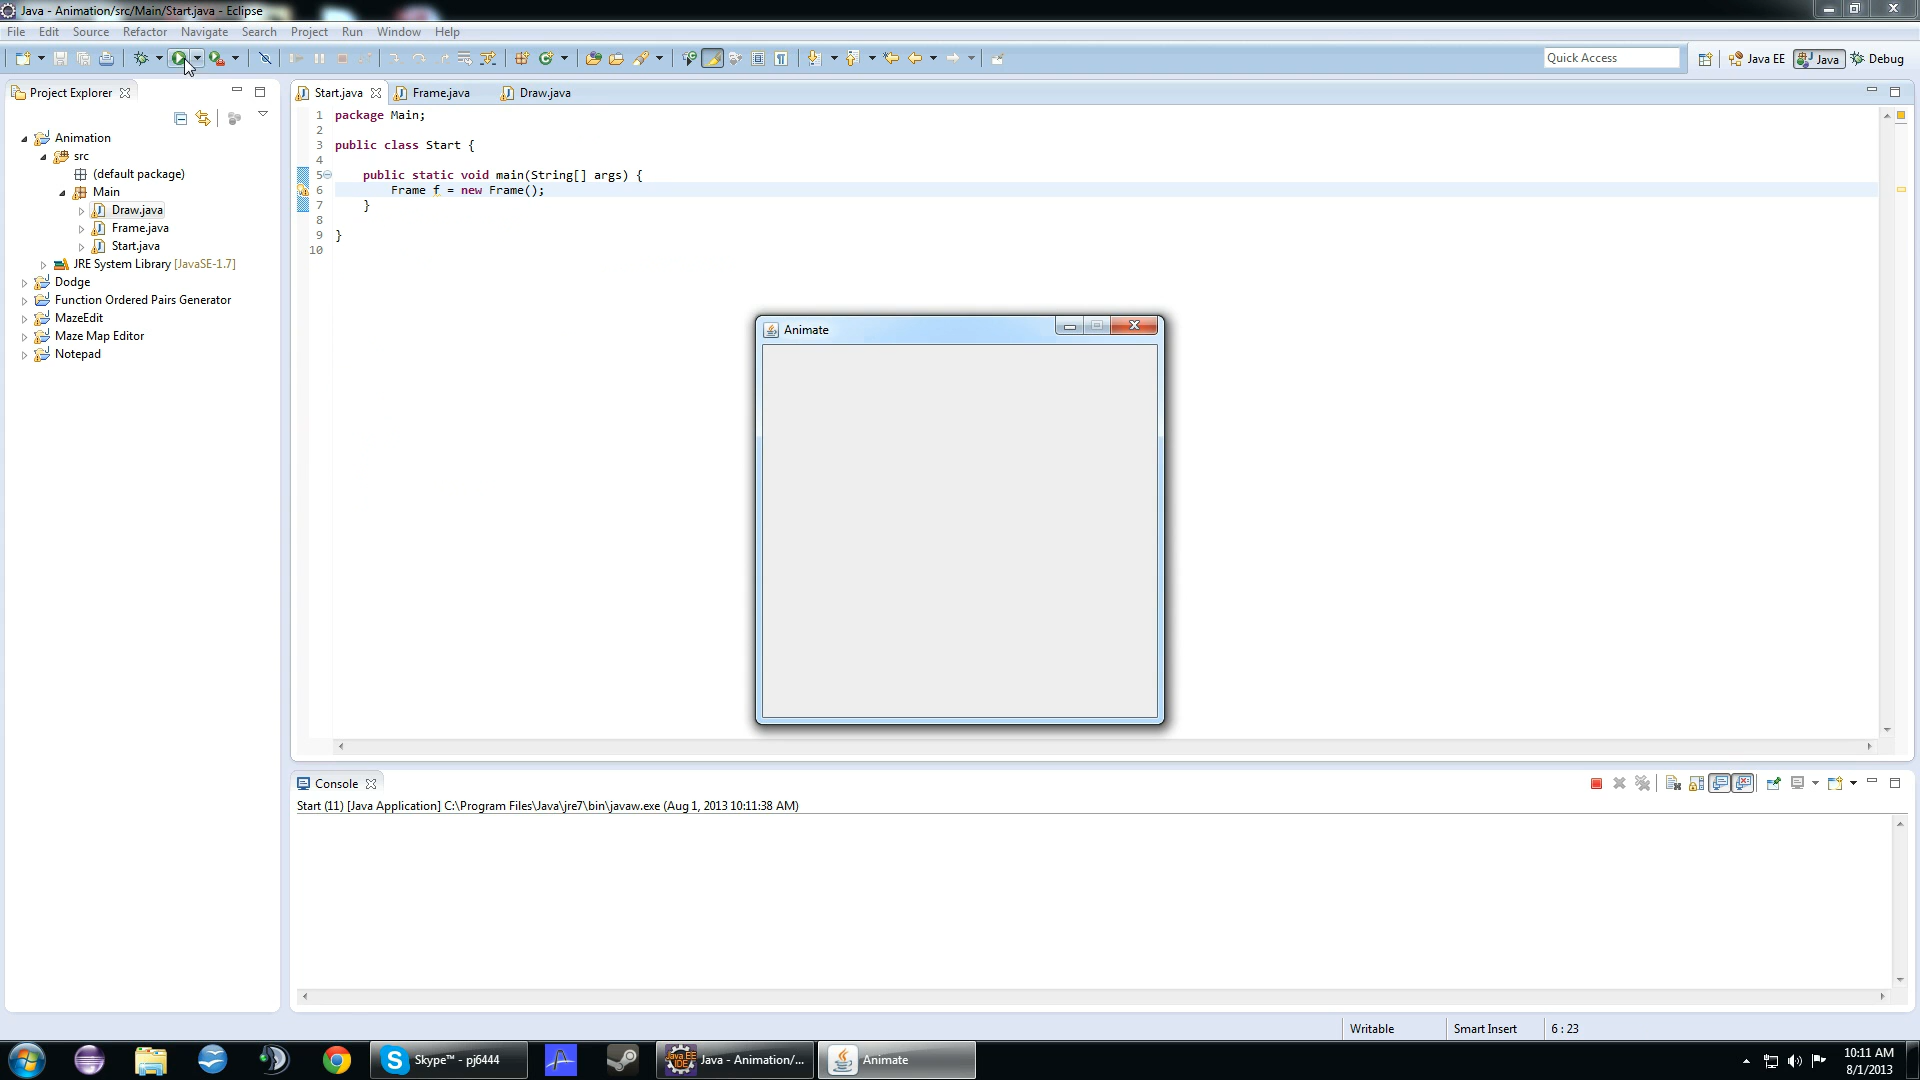 Java - Animation/src/Main/Start.java - Eclipse
File Edit Source Refactor Navigate Search Project Run Window Help
Quick Access Java EE Java Debug
Project Explorer
Start.java Frame.java Draw.java
Animation
src
(default package)
Main
Draw.java
Frame.java
Start.java
JRE System Library [JavaSE-1.7]
Dodge
Function Ordered Pairs Generator
MazeEdit
Maze Map Editor
Notepad
1 package Main;
2
3 public class Start {
4
5 public static void main(String[] args) {
6 Frame f = new Frame();
7 }
8
9 }
10
Animate
Console
Start (11) [Java Application] C:\Program Files\Java\jre7\bin\javaw.exe (Aug 1, 2013 10:11:38 AM)
Writable Smart Insert 6 : 23
Skype™ - pj6444
Java - Animation/...
Animate
10:11 AM
8/1/2013